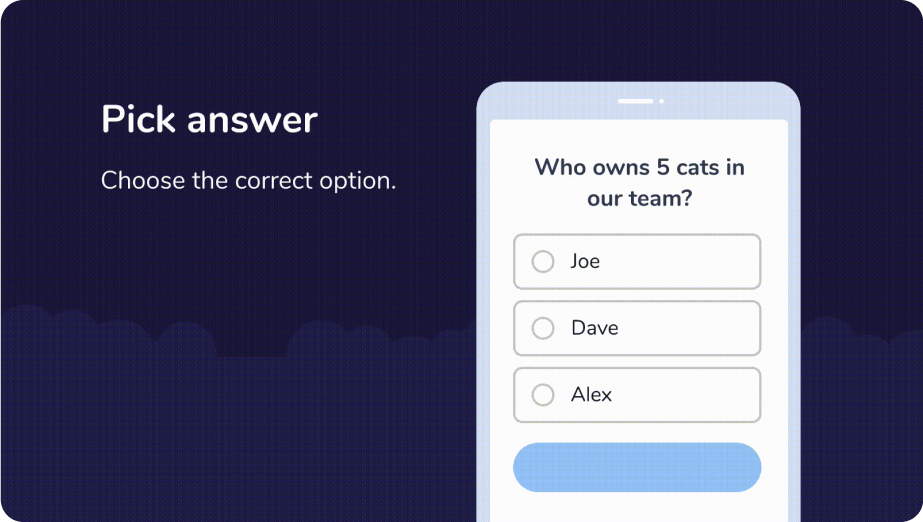 Pick answer
Choose the correct option.
Who owns 5 cats in
our team?
Joe
Dave
Alex